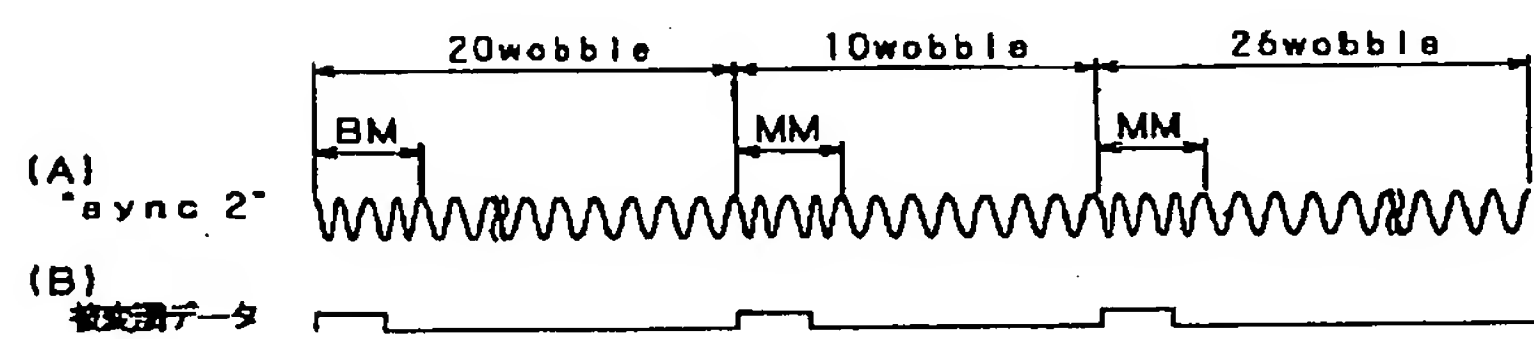 20wobble
10wobble
26wobble
BM
MM
MM
(A)
"sync 2"
(B)
被変調データ